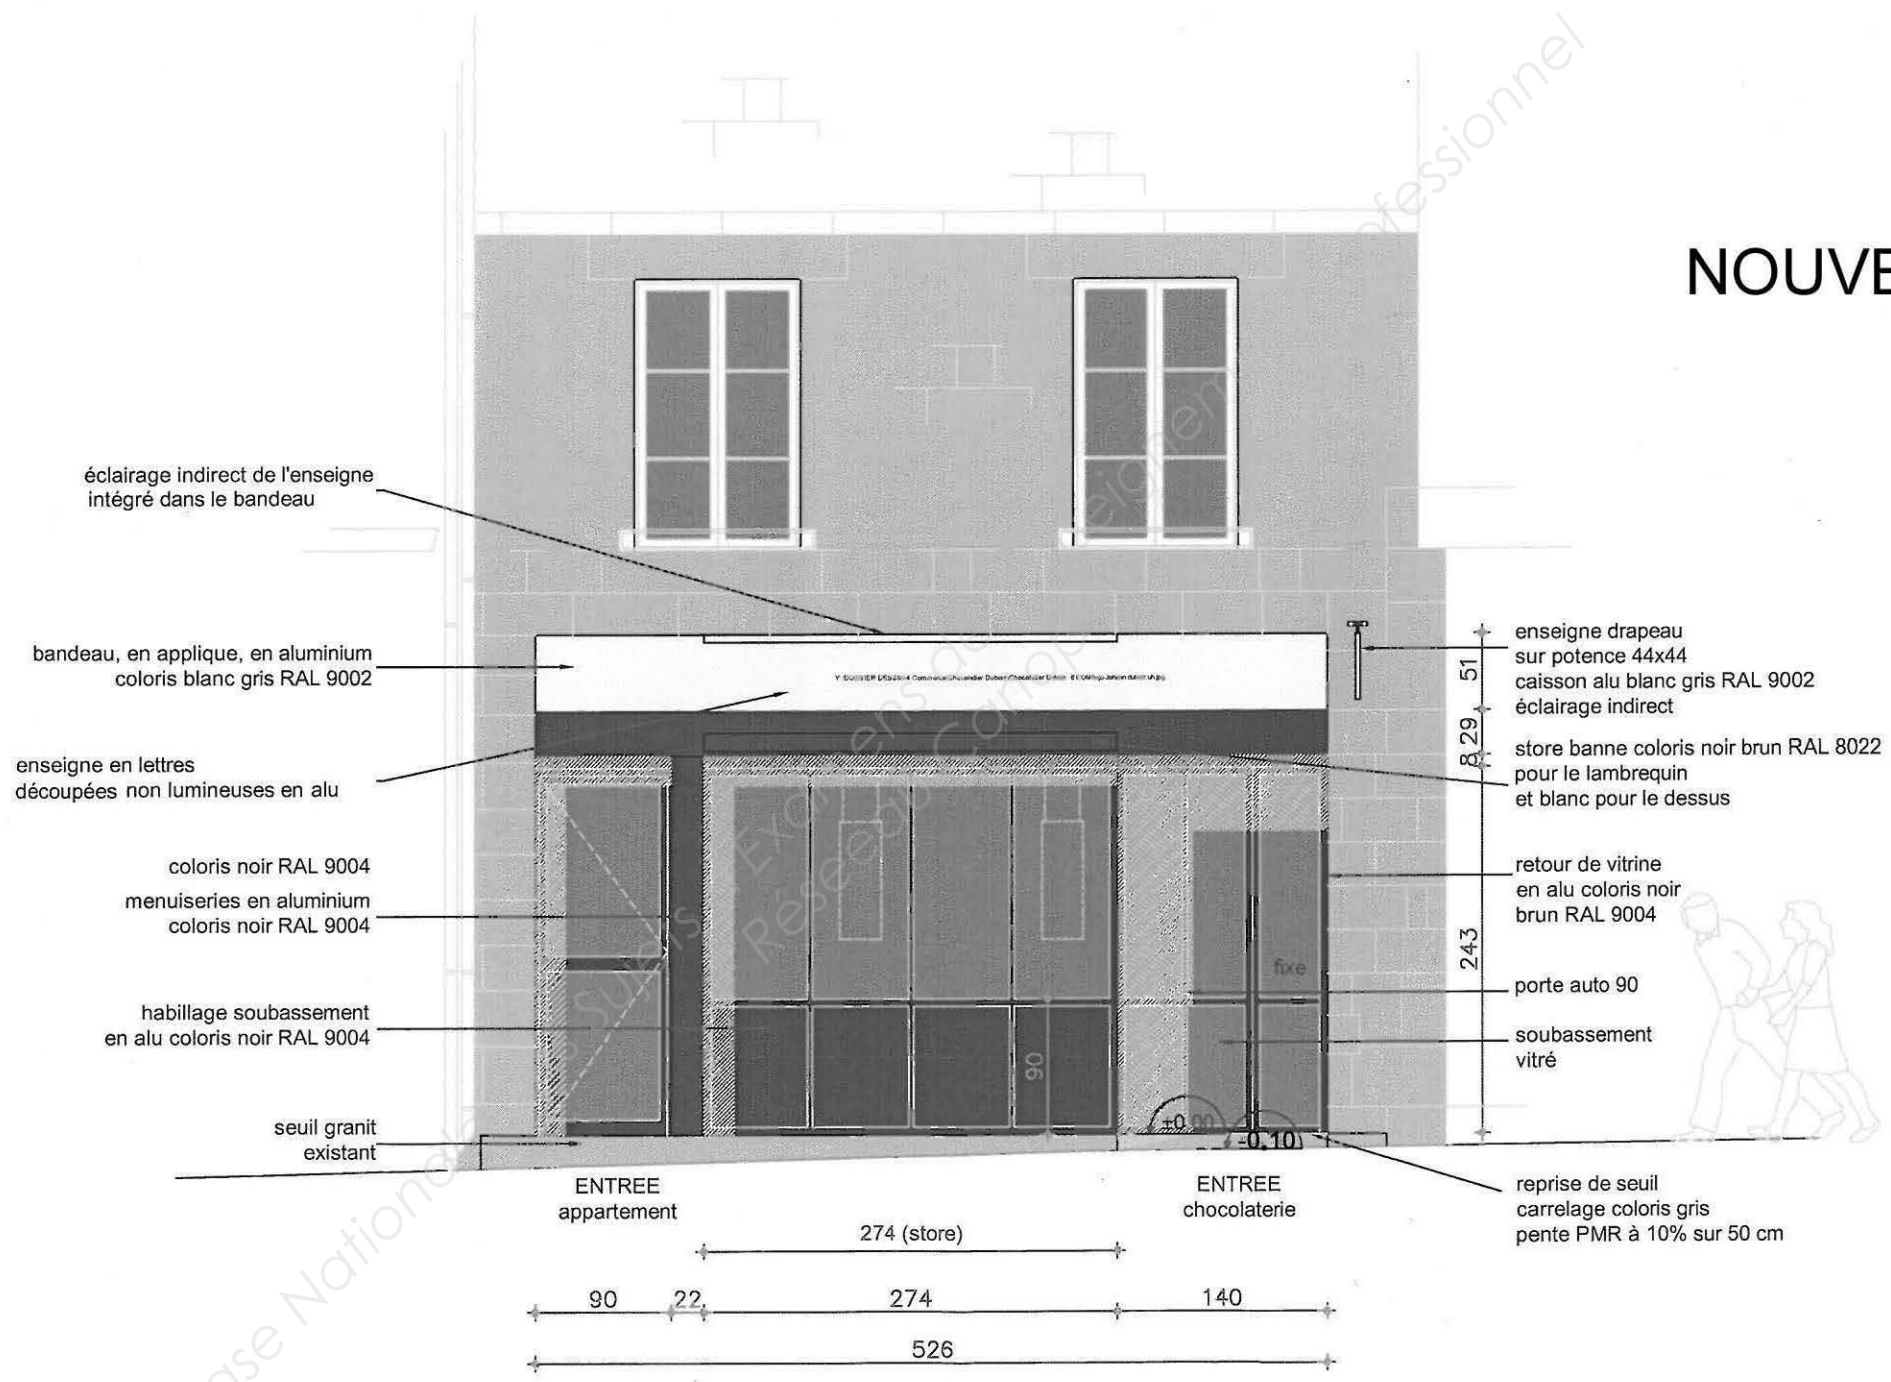 NOUVE
éclairage indirect de l'enseigne
intégré dans le bandeau
bandeau, en applique, en aluminium
coloris blanc gris RAL 9002
enseigne en lettres
découpées non lumineuses en alu
coloris noir RAL 9004
menuiseries en aluminium
coloris noir RAL 9004
habillage soubassement
en alu coloris noir RAL 9004
seuil granit
existant
enseigne drapeau
sur potence 44x44
caisson alu blanc gris RAL 9002
éclairage indirect
store banne coloris noir brun RAL 8022
pour le lambrequin
et blanc pour le dessus
retour de vitrine
en alu coloris noir
brun RAL 9004
porte auto 90
soubassement
vitré
reprise de seuil
carrelage coloris gris
pente PMR à 10% sur 50 cm
51
29
8
243
fixe
90
±0.00
-0.10
ENTREE
appartement
ENTREE
chocolaterie
274 (store)
90
22
274
140
526